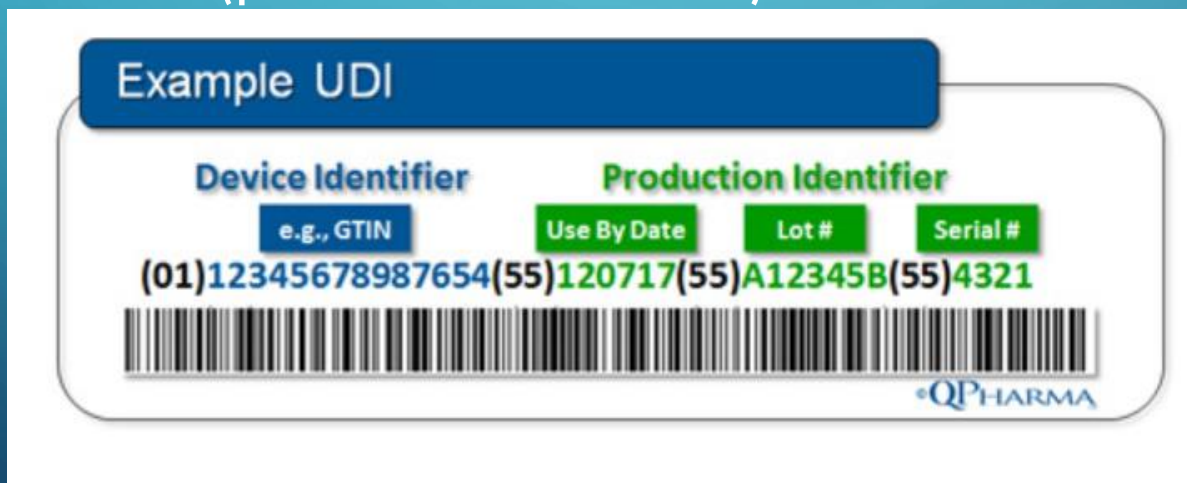 Example UDI
Device Identifier Production Identifier
e.g., GTIN Use By Date Lot # Serial #
(01)12345678987654(55)120717(55)A12345B(55)4321
©QPHARMA